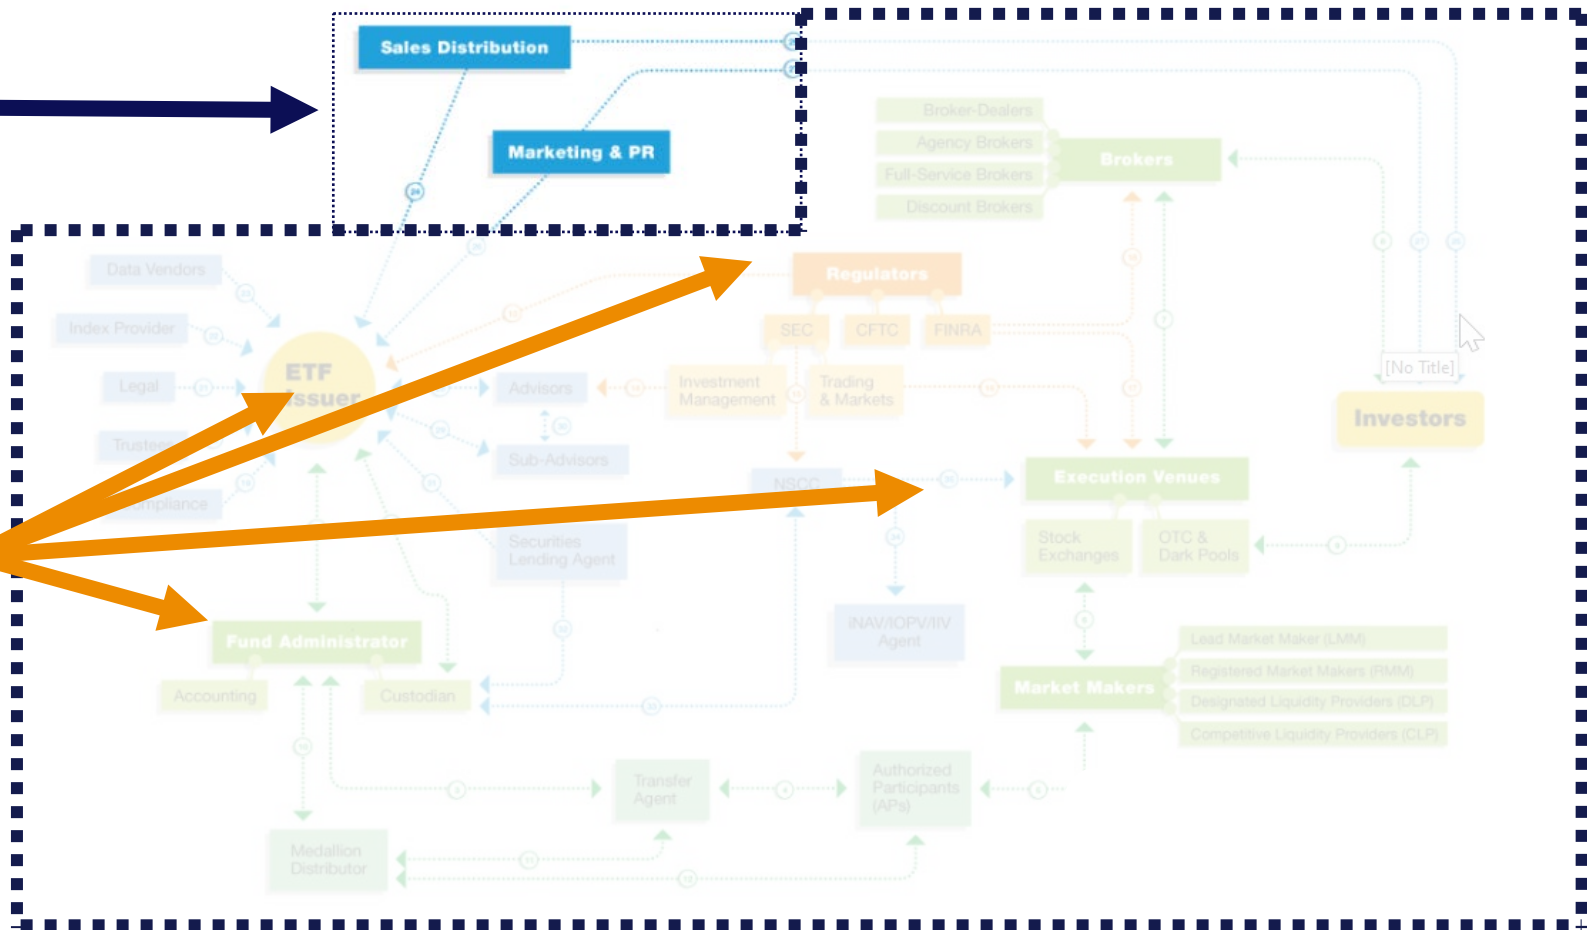 Sales Distribution
Marketing & PR
Broker-Dealers
Agency Brokers
Full-Service Brokers
Discount Brokers
Brokers
Data Vendors
Index Provider
Legal
Trustees
Compliance
ETF
Issuer
Regulators
SEC
CFTC
FINRA
Advisors
Investment
Management
Trading
& Markets
Sub-Advisors
[No Title]
Investors
NSCC
Execution Venues
Stock
Exchanges
OTC &
Dark Pools
Securities
Lending Agent
iNAV/IOPV/IIV
Agent
Fund Administrator
Accounting
Custodian
Market Makers
Lead Market Maker (LMM)
Registered Market Makers (RMM)
Designated Liquidity Providers (DLP)
Competitive Liquidity Providers (CLP)
Transfer
Agent
Authorized
Participants
(APs)
Medallion
Distributor